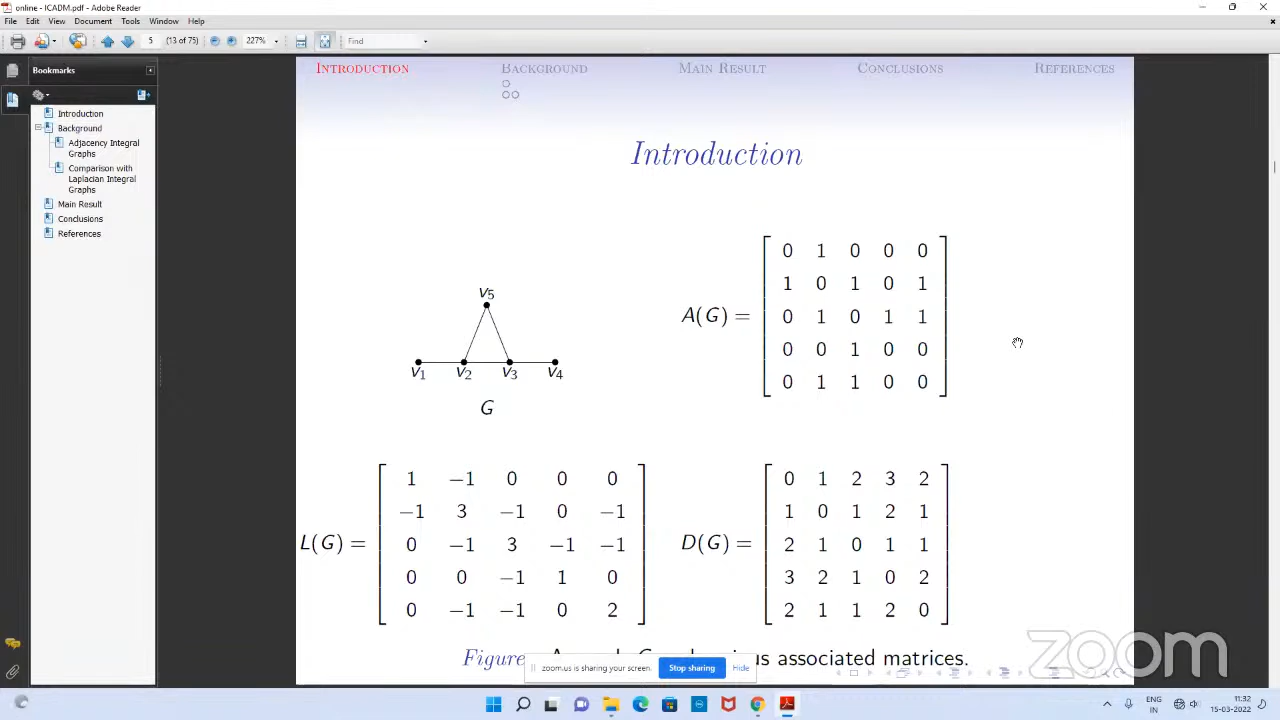 online - ICADM.pdf - Adobe Reader
File Edit View Document Tools Window Help
5 (13 of 75) 227% Find
Bookmarks
Introduction
Background
Adjacency Integral
Graphs
Comparison with
Laplacian Integral
Graphs
Main Result
Conclusions
References
Introduction Background Main Result Conclusions References
Introduction
v5
v1 v2 v3 v4
G
A(G) =
0 1 0 0 0
1 0 1 0 1
0 1 0 1 1
0 0 1 0 0
0 1 1 0 0
L(G) =
1 −1 0 0 0
−1 3 −1 0 −1
0 −1 3 −1 −1
0 0 −1 1 0
0 −1 −1 0 2
D(G) =
0 1 2 3 2
1 0 1 2 1
2 1 0 1 1
3 2 1 0 2
2 1 1 2 0
Figure associated matrices.
zoom.us is sharing your screen. Stop sharing Hide
zoom
ENG
IN
11:32
15-03-2022